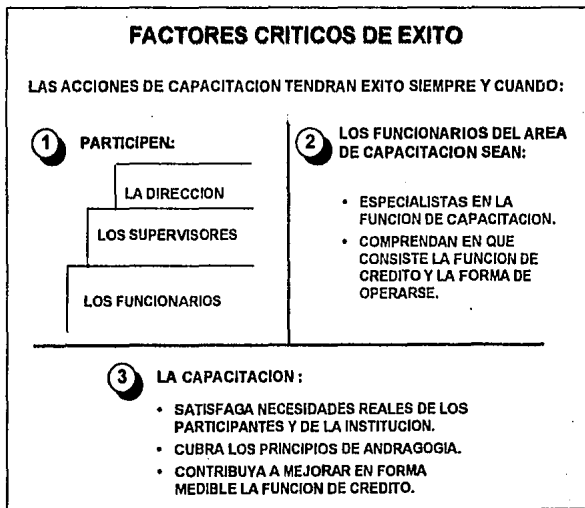 FACTORES CRITICOS DE EXITO
LAS ACCIONES DE CAPACITACION TENDRAN EXITO SIEMPRE Y CUANDO:
1 PARTICIPEN:
LA DIRECCION
LOS SUPERVISORES
LOS FUNCIONARIOS
2 LOS FUNCIONARIOS DEL AREA
DE CAPACITACION SEAN:
• ESPECIALISTAS EN LA
FUNCION DE CAPACITACION.
• COMPRENDAN EN QUE
CONSISTE LA FUNCION DE
CREDITO Y LA FORMA DE
OPERARSE.
3 LA CAPACITACION :
• SATISFAGA NECESIDADES REALES DE LOS
PARTICIPANTES Y DE LA INSTITUCION.
• CUBRA LOS PRINCIPIOS DE ANDRAGOGIA.
• CONTRIBUYA A MEJORAR EN FORMA
MEDIBLE LA FUNCION DE CREDITO.